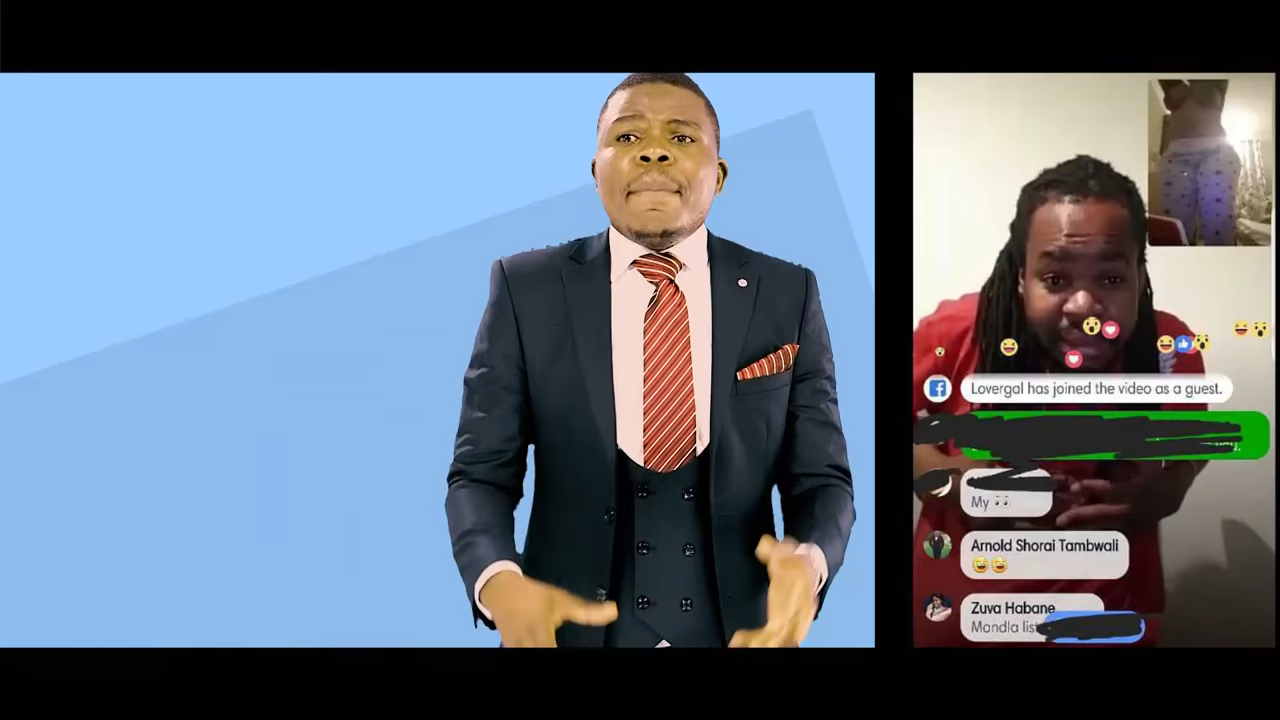 Lovergal has joined the video as a guest.
My
Arnold Shorai Tambwali
Zuva Habane
Mandla list